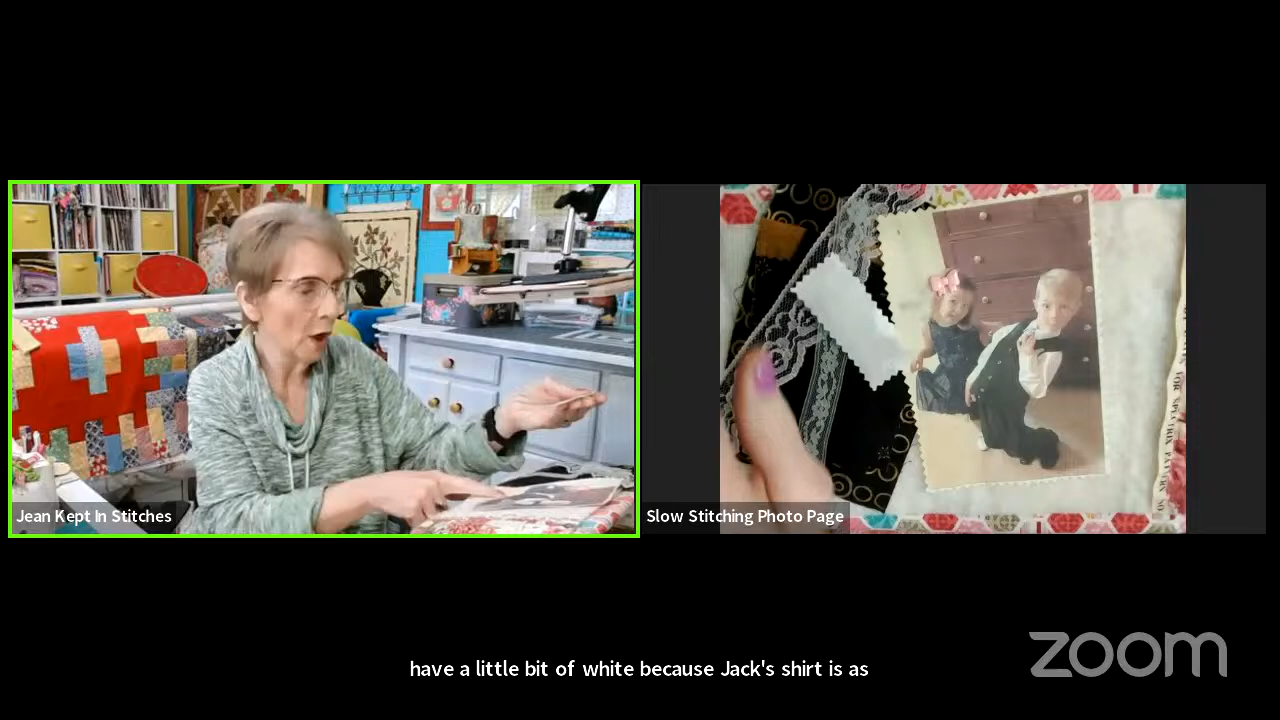 Jean Kept In Stitches
Slow Stitching Photo Page
have a little bit of white because Jack's shirt is as
zoom